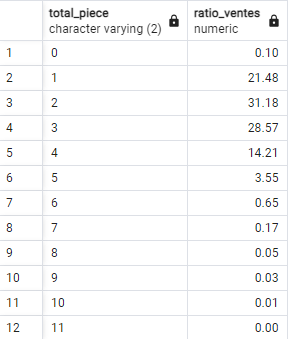 total_piece ratio_ventes
character varying (2) numeric
1 0 0.10
2 1 21.48
3 2 31.18
4 3 28.57
5 4 14.21
6 5 3.55
7 6 0.65
8 7 0.17
9 8 0.05
10 9 0.03
11 10 0.01
12 11 0.00